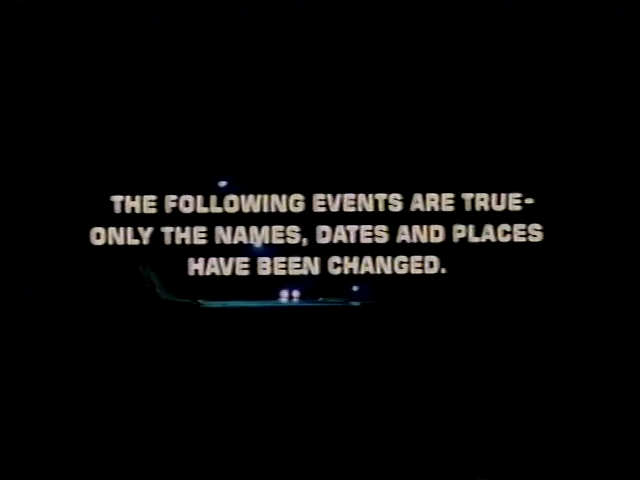 THE FOLLOWING EVENTS ARE TRUE-
ONLY THE NAMES, DATES AND PLACES
HAVE BEEN CHANGED.